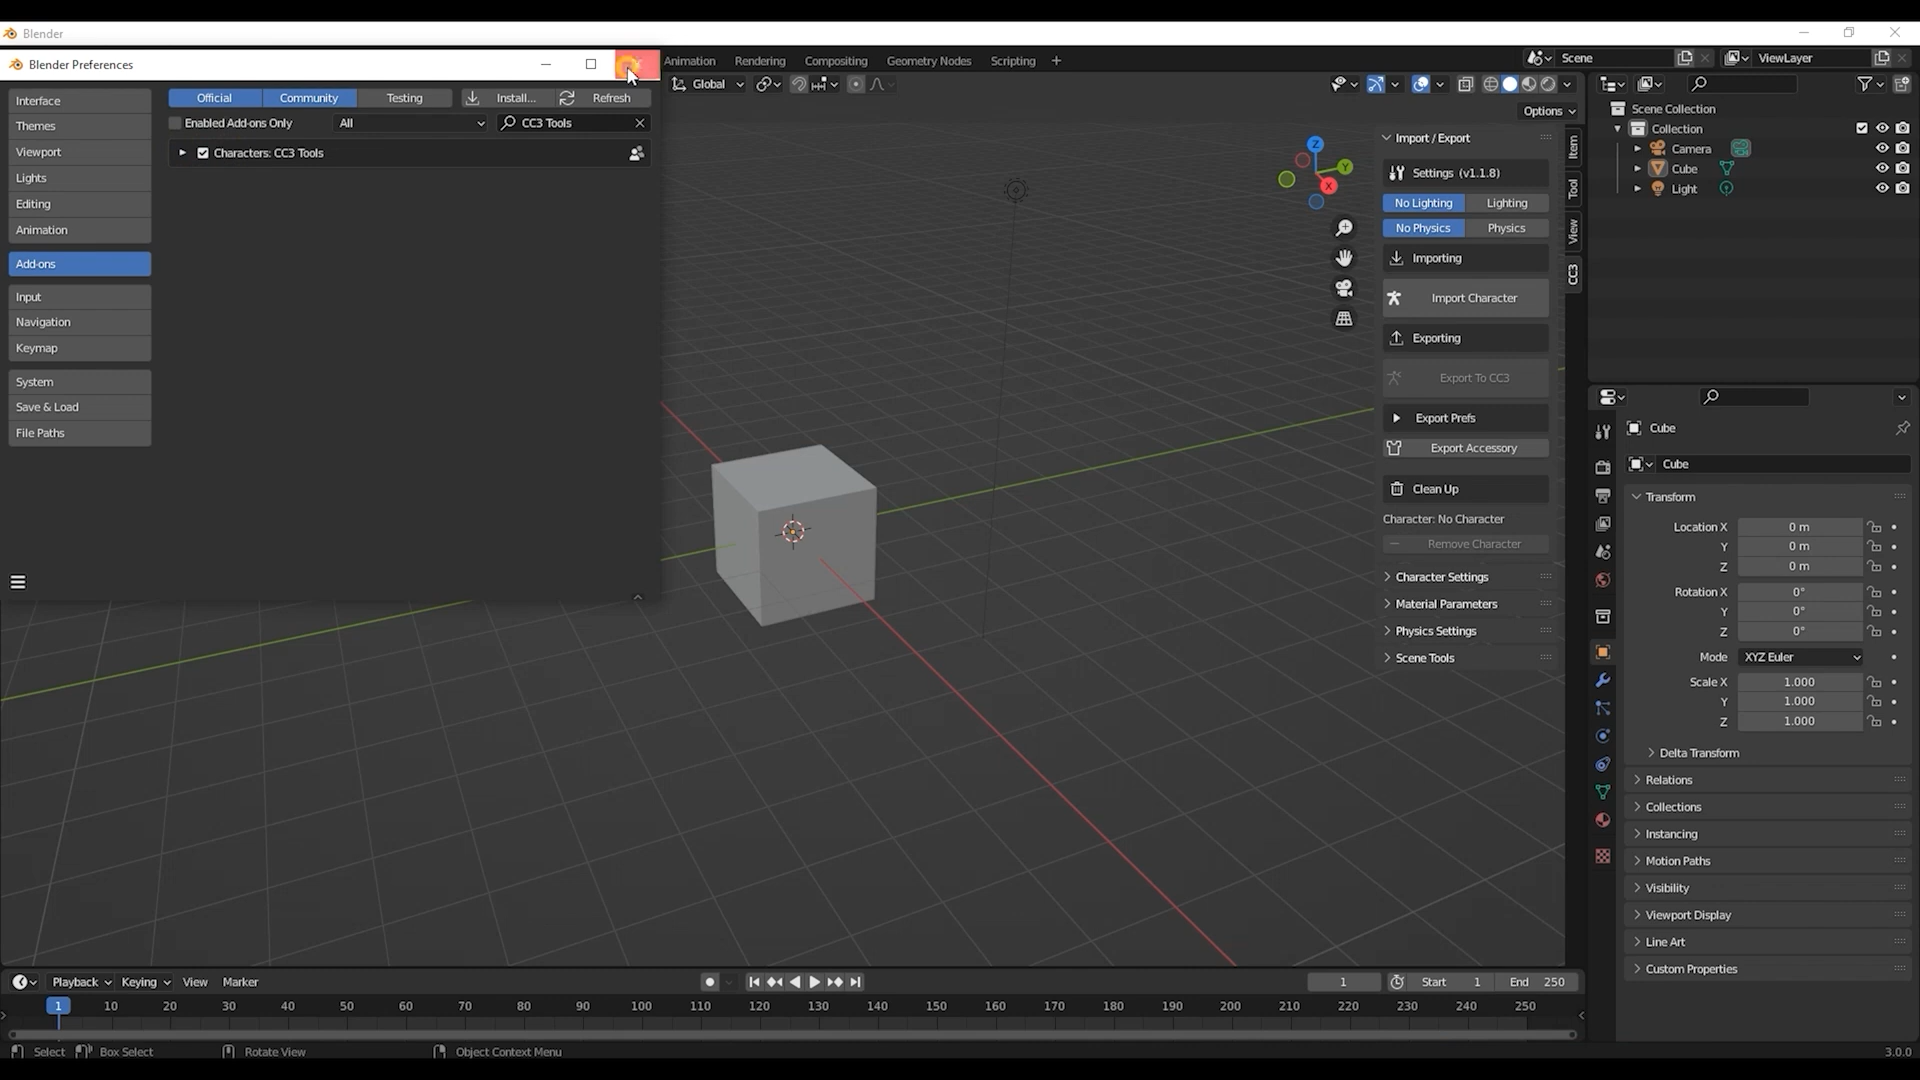 Blender
Blender Preferences
Animation Rendering Compositing Geometry Nodes Scripting +
Scene
ViewLayer
Interface
Themes
Viewport
Lights
Editing
Animation
Add-ons
Input
Navigation
Keymap
System
Save & Load
File Paths
Official Community Testing Install... Refresh
Enabled Add-ons Only All CC3 Tools
Characters: CC3 Tools
Global
Options
Z
Y
X
Import / Export
Settings (v1.1.8)
No Lighting Lighting
No Physics Physics
Importing
Import Character
Exporting
Export To CC3
Export Prefs
Export Accessory
Clean Up
Character: No Character
Remove Character
Character Settings
Material Parameters
Physics Settings
Scene Tools
Item
Tool
View
CC3
Scene Collection
Collection
Camera
Cube
Light
Cube
Cube
Transform
Location X 0 m
Y 0 m
Z 0 m
Rotation X 0°
Y 0°
Z 0°
Mode XYZ Euler
Scale X 1.000
Y 1.000
Z 1.000
Delta Transform
Relations
Collections
Instancing
Motion Paths
Visibility
Viewport Display
Line Art
Custom Properties
Playback Keying View Marker
1 Start 1 End 250
1 10 20 30 40 50 60 70 80 90 100 110 120 130 140 150 160 170 180 190 200 210 220 230 240 250
Select Box Select Rotate View Object Context Menu 3.0.0